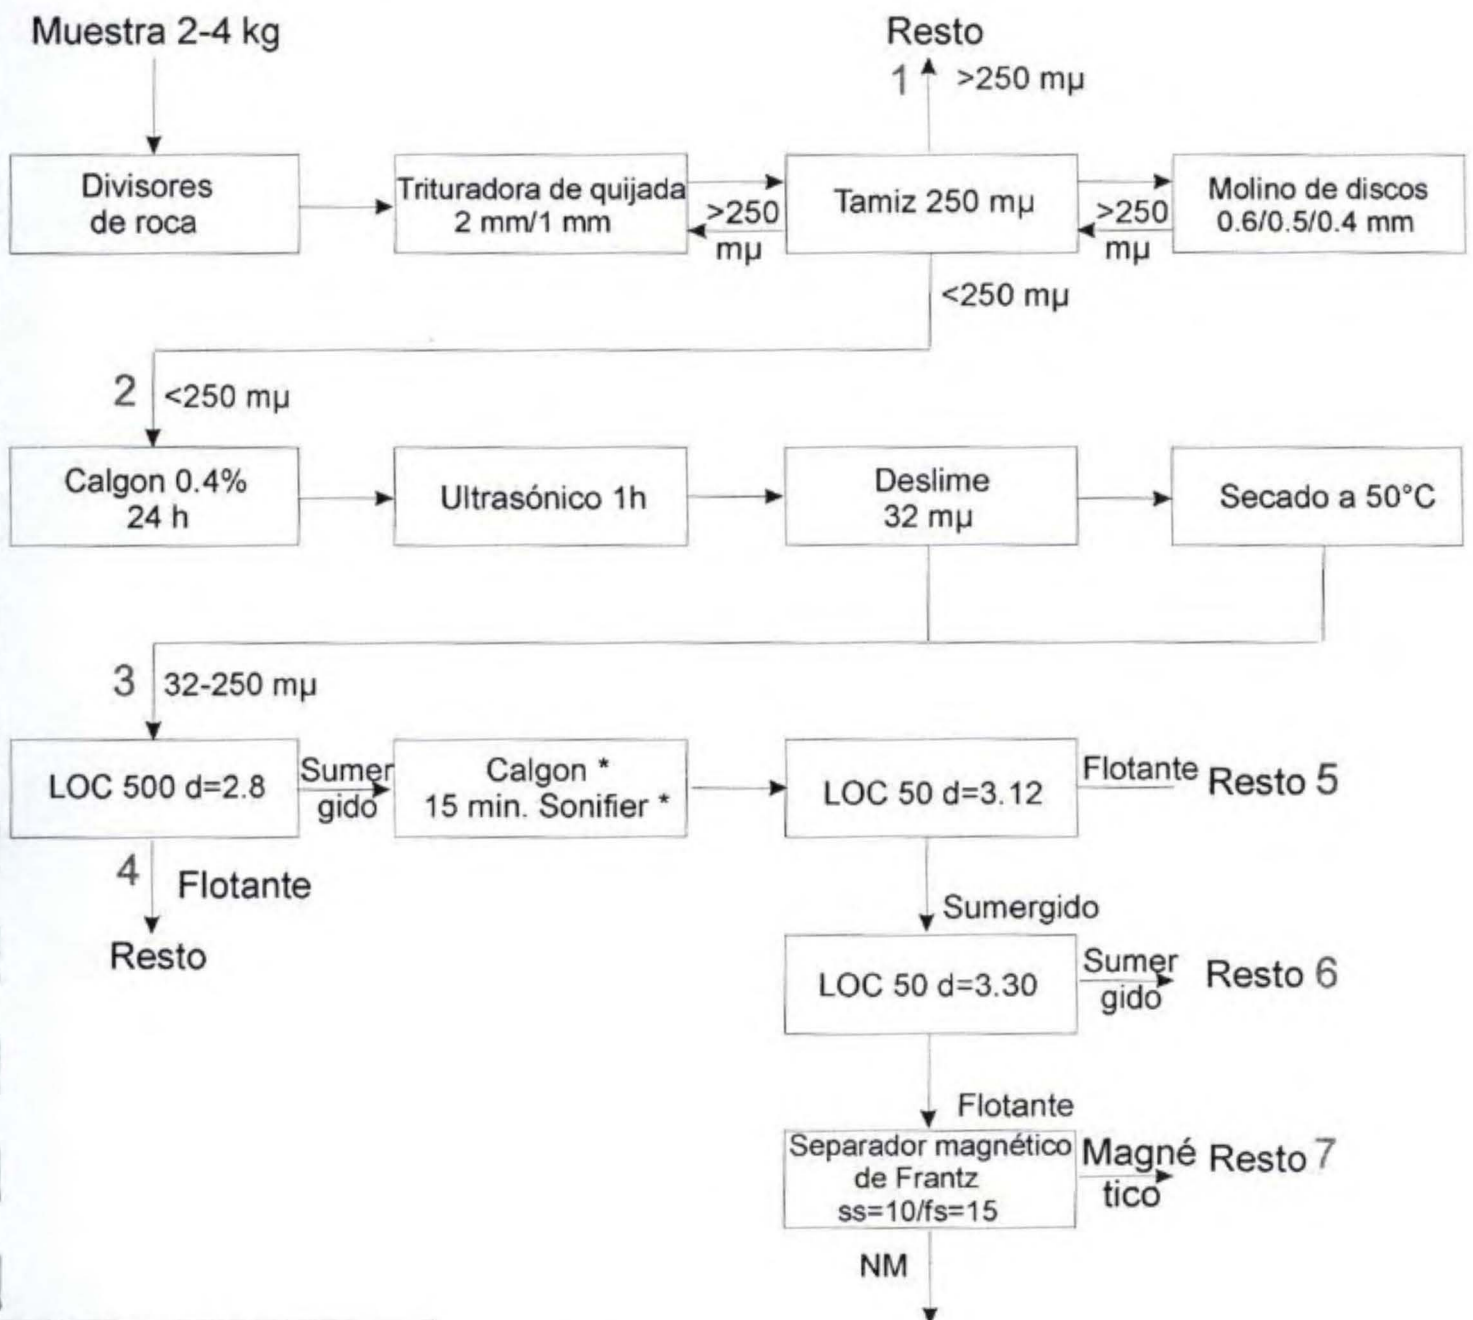 Muestra 2-4 kg
Resto
1
>250 mµ
Divisores
de roca
Trituradora de quijada
2 mm/1 mm
>250
mµ
Tamiz 250 mµ
>250
mµ
Molino de discos
0.6/0.5/0.4 mm
<250 mµ
2
<250 mµ
Calgon 0.4%
24 h
Ultrasónico 1h
Deslime
32 mµ
Secado a 50°C
3
32-250 mµ
LOC 500 d=2.8
Sumer
gido
Calgon *
15 min. Sonifier *
LOC 50 d=3.12
Flotante
Resto 5
4
Flotante
Resto
Sumergido
LOC 50 d=3.30
Sumer
gido
Resto 6
Flotante
Separador magnético
de Frantz
ss=10/fs=15
Magné
tico
Resto 7
NM